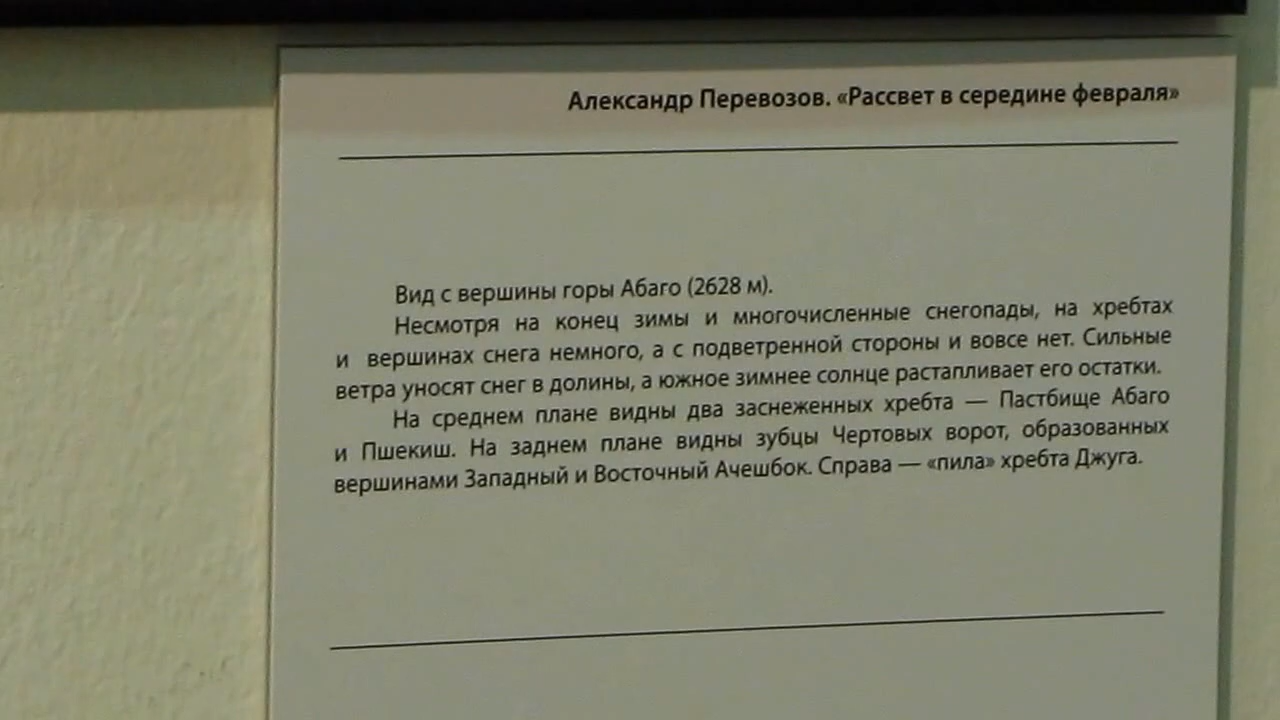 Александр Перевозов. «Рассвет в середине февраля»
Вид с вершины горы Абаго (2628 м).
Несмотря на конец зимы и многочисленные снегопады, на хребтах
и вершинах снега немного, а с подветренной стороны и вовсе нет. Сильные
ветра уносят снег в долины, а южное зимнее солнце растапливает его остатки.
На среднем плане видны два заснеженных хребта — Пастбище Абаго
и Пшекиш. На заднем плане видны зубцы Чертовых ворот, образованных
вершинами Западный и Восточный Ачешбок. Справа — «пила» хребта Джуга.